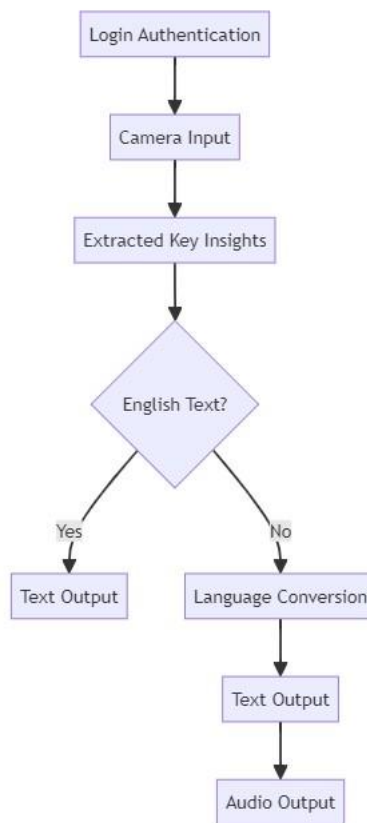 Login Authentication
Camera Input
Extracted Key Insights
English Text?
Yes
No
Text Output
Language Conversion
Text Output
Audio Output